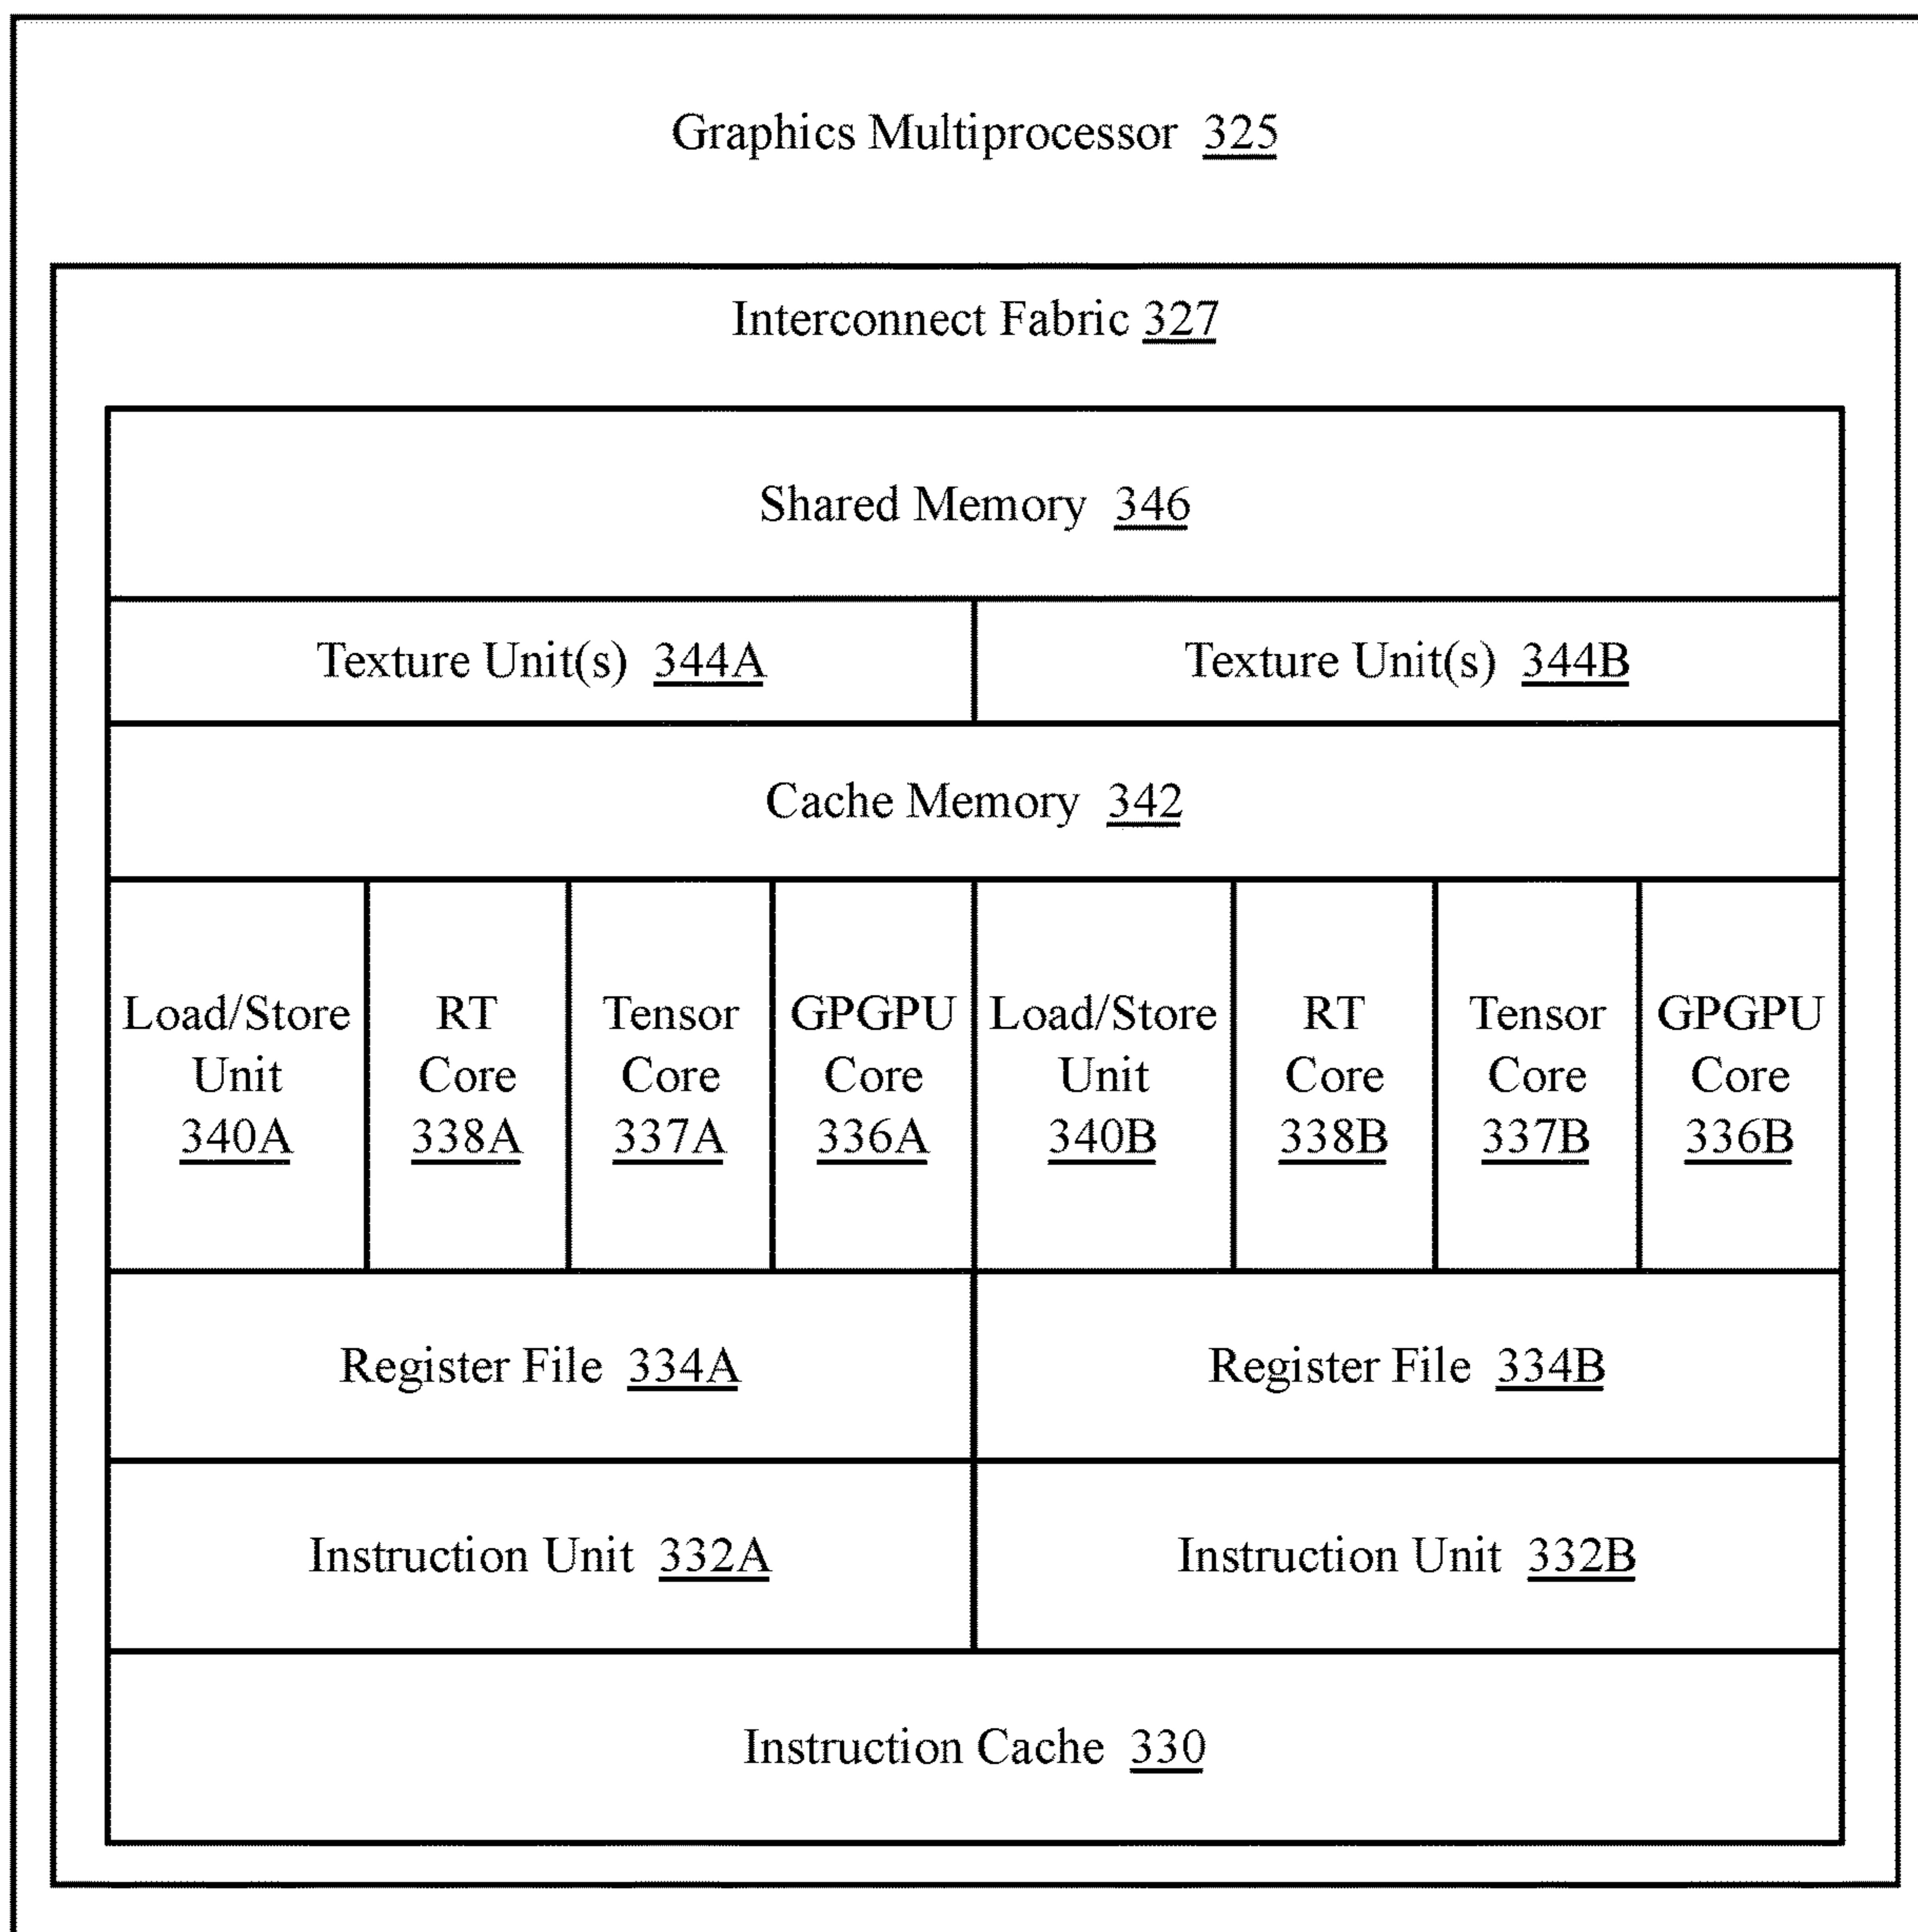 Graphics Multiprocessor 325
Interconnect Fabric 327
Shared Memory 346
Texture Unit(s) 344A
Texture Unit(s) 344B
Cache Memory 342
Load/Store
Unit
340A
RT
Core
338A
Tensor
Core
337A
GPGPU
Core
336A
Load/Store
Unit
340B
RT
Core
338B
Tensor
Core
337B
GPGPU
Core
336B
Register File 334A
Register File 334B
Instruction Unit 332A
Instruction Unit 332B
Instruction Cache 330